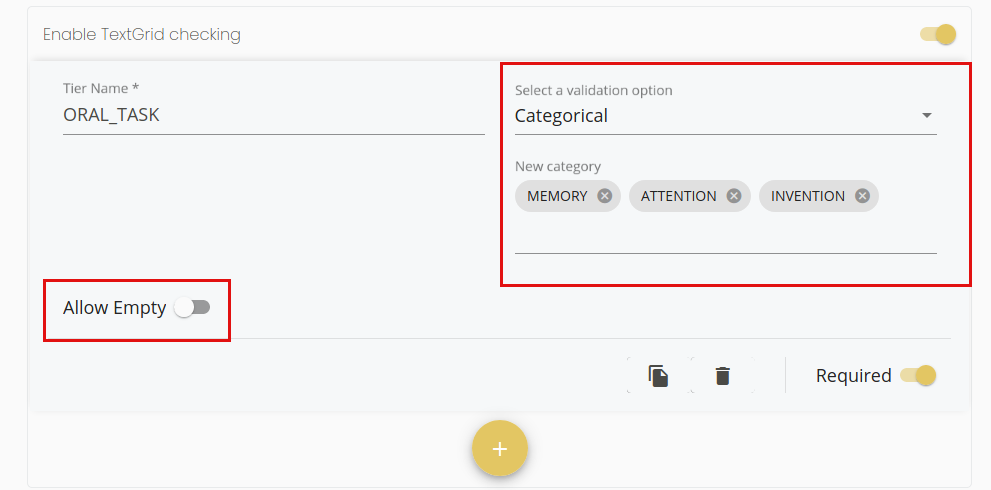 Enable TextGrid checking
Tier Name *
ORAL_TASK
Select a validation option
Categorical
New category
MEMORY ATTENTION INVENTION
Allow Empty
Required
+